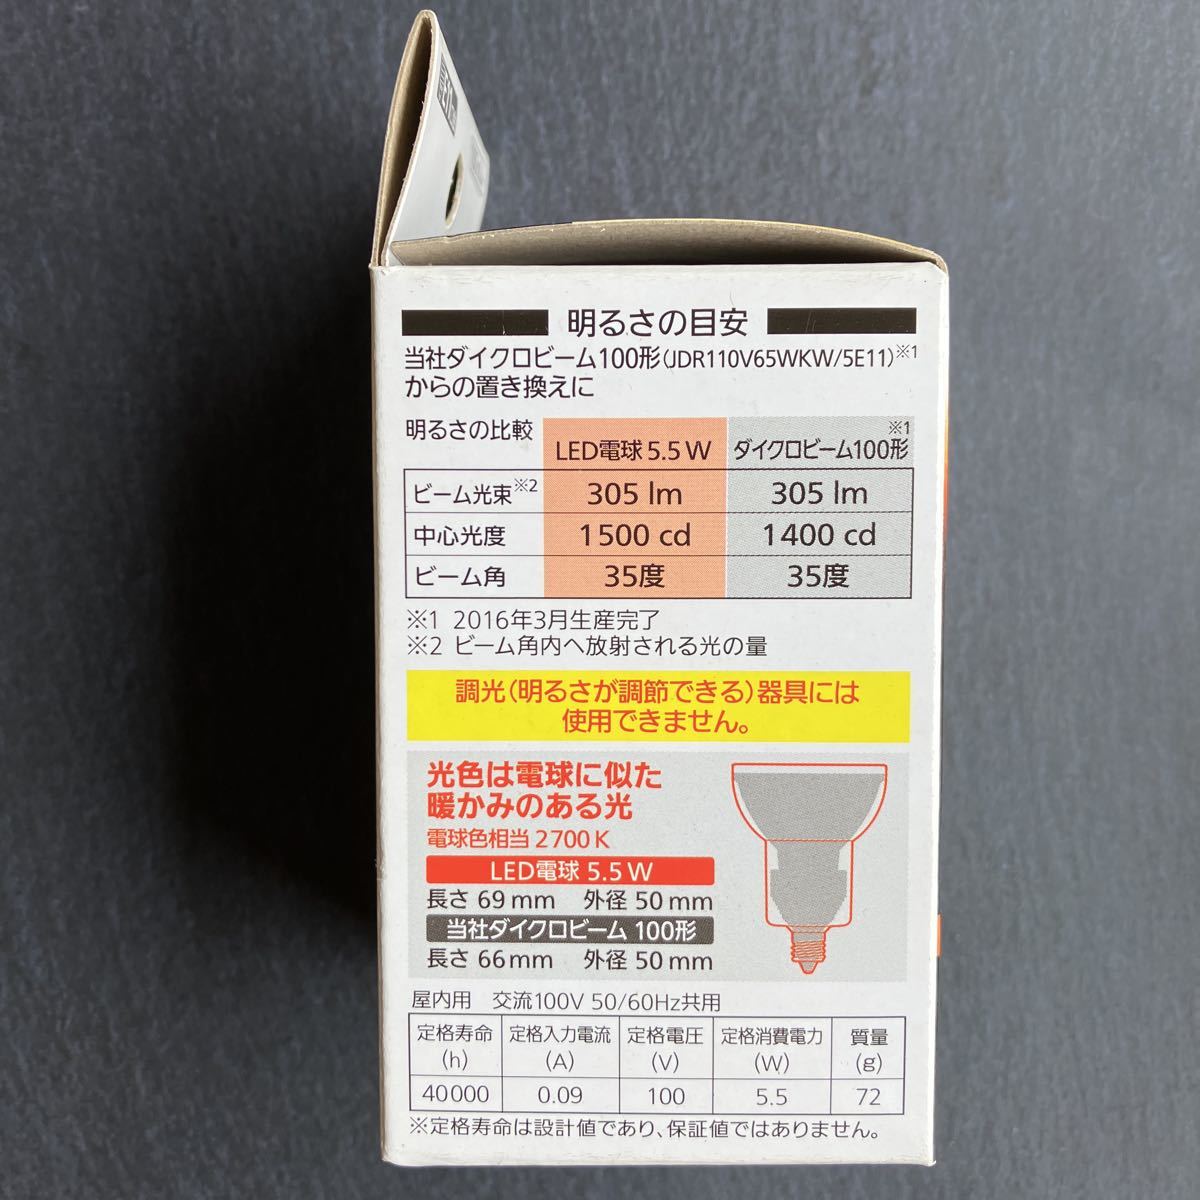 明るさの目安
当社ダイクロビーム100形(JDR110V65WKW/5E11)※1
からの置き換えに
明るさの比較 LED電球 5.5W ダイクロビーム100形※1
ビーム光束※2 305 lm 305 lm
中心光度 1500 cd 1400 cd
ビーム角 35度 35度
※1 2016年3月生産完了
※2 ビーム角内へ放射される光の量
調光(明るさが調節できる)器具には
使用できません。
光色は電球に似た
暖かみのある光
電球色相当 2700 K
LED電球 5.5 W
長さ 69 mm 外径 50 mm
当社ダイクロビーム 100形
長さ 66 mm 外径 50 mm
屋内用 交流100V 50/60Hz共用
定格寿命 定格入力電流 定格電圧 定格消費電力 質量
(h) (A) (V) (W) (g)
40000 0.09 100 5.5 72
※定格寿命は設計値であり、保証値ではありません。